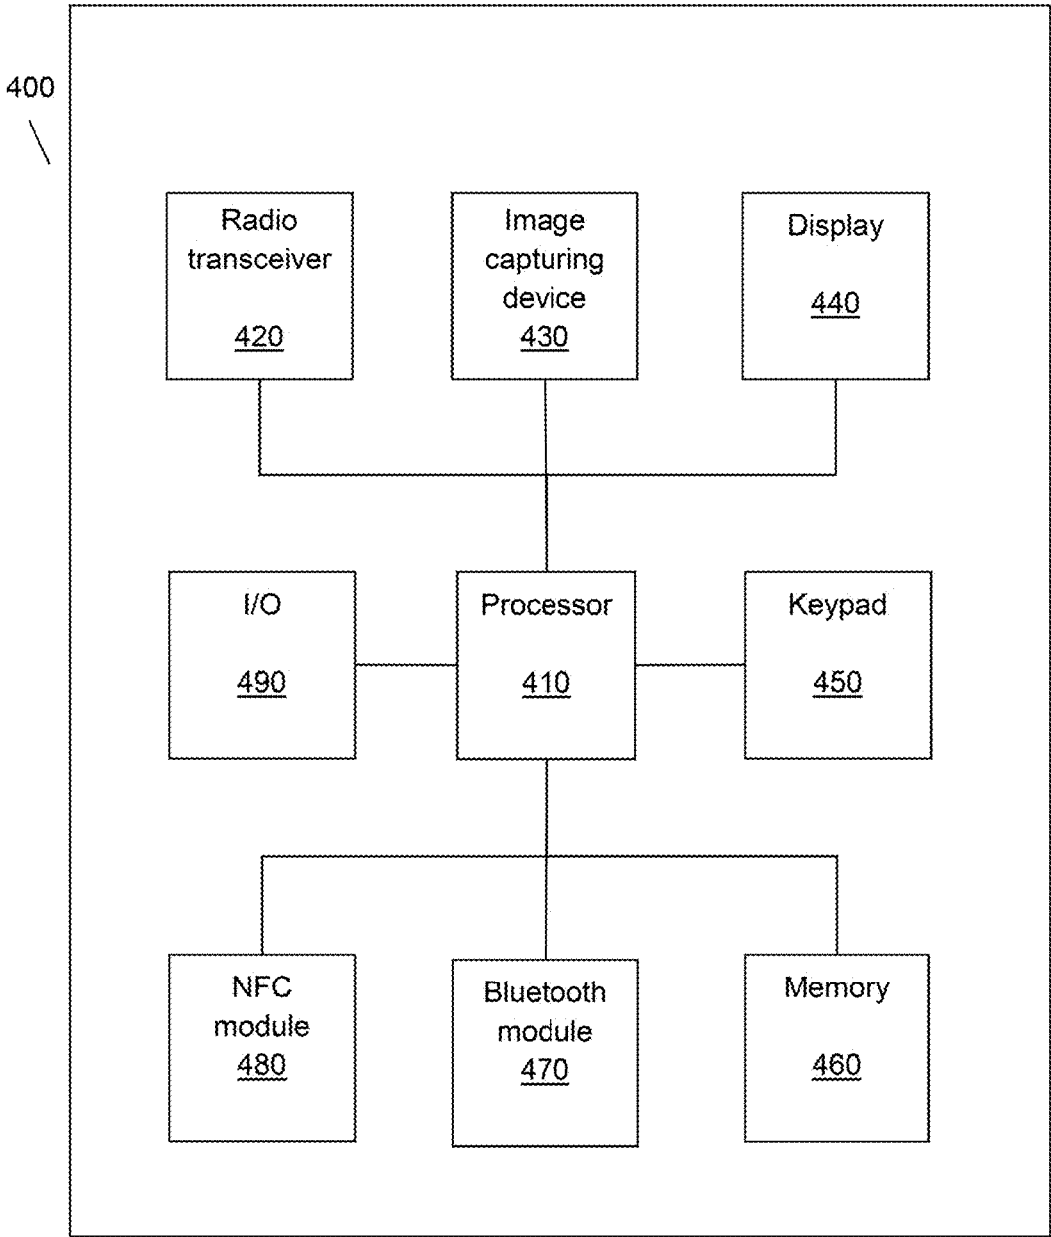 400
Radio
transceiver
420
Image
capturing
device
430
Display
440
I/O
490
Processor
410
Keypad
450
NFC
module
480
Bluetooth
module
470
Memory
460